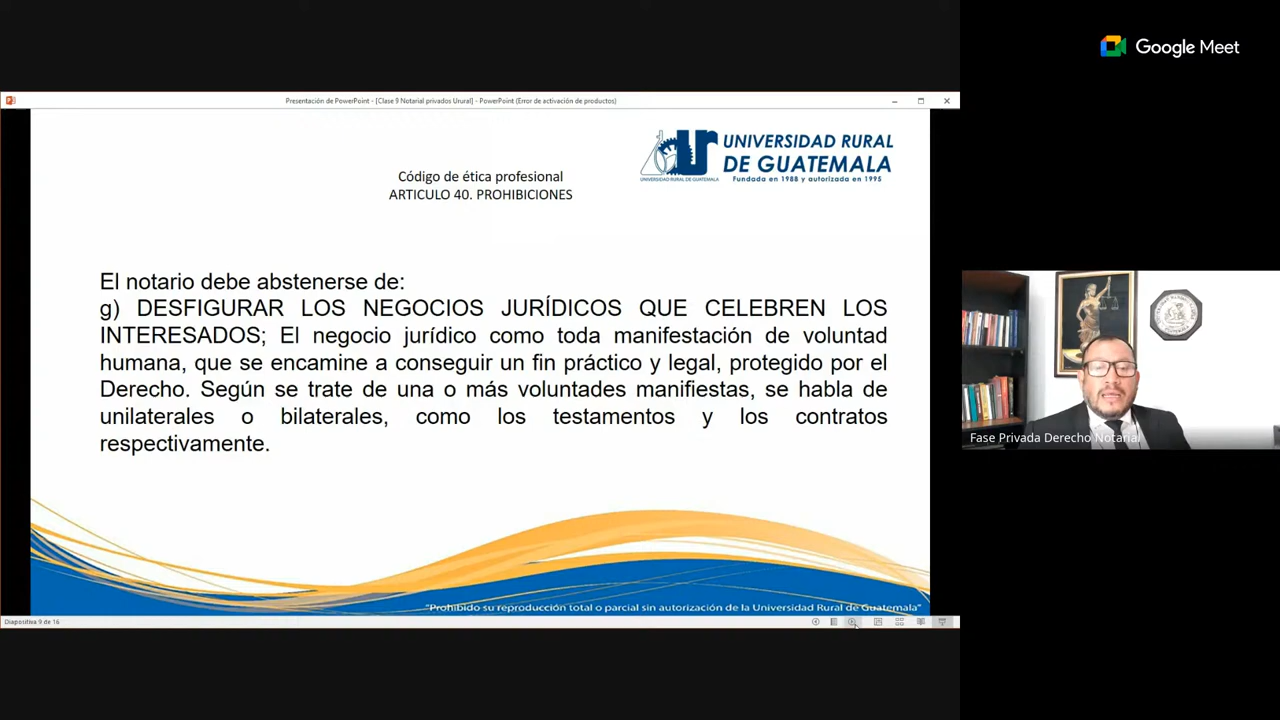 Google Meet
Presentación de PowerPoint - [Clase 9 Notarial privados Urural] - PowerPoint (Error de activación de productos)
UNIVERSIDAD RURAL
DE GUATEMALA
UNIVERSIDAD RURAL DE GUATEMALA
Fundada en 1988 y autorizada en 1995
Código de ética profesional
ARTICULO 40. PROHIBICIONES
El notario debe abstenerse de:
g) DESFIGURAR LOS NEGOCIOS JURÍDICOS QUE CELEBREN LOS
INTERESADOS; El negocio jurídico como toda manifestación de voluntad
humana, que se encamine a conseguir un fin práctico y legal, protegido por el
Derecho. Según se trate de una o más voluntades manifiestas, se habla de
unilaterales o bilaterales, como los testamentos y los contratos
respectivamente.
Fase Privada Derecho Notarial
"Prohibido su reproducción total o parcial sin autorización de la Universidad Rural de Guatemala"
Diapositiva 9 de 16